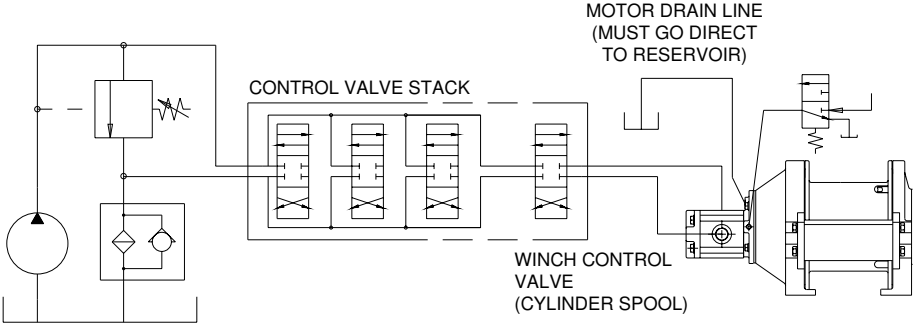 MOTOR DRAIN LINE
(MUST GO DIRECT
TO RESERVOIR)
CONTROL VALVE STACK
WINCH CONTROL
VALVE
(CYLINDER SPOOL)